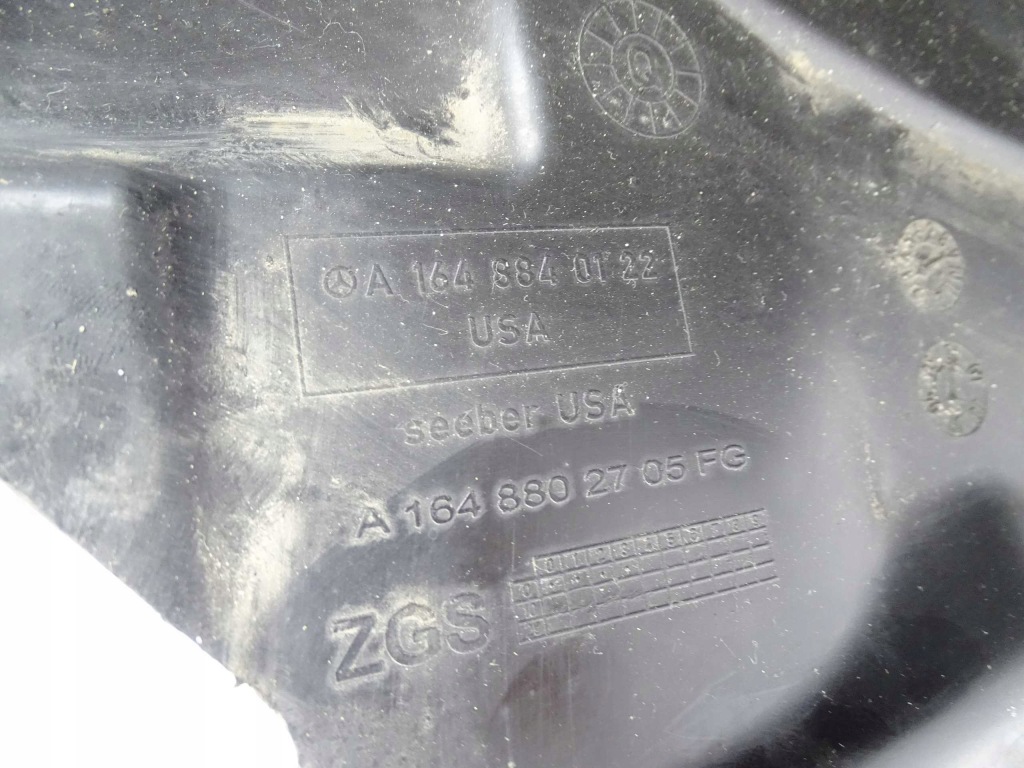 A 164 884 01 22
USA
seeber USA
A 164 880 27 05 FG
ZGS